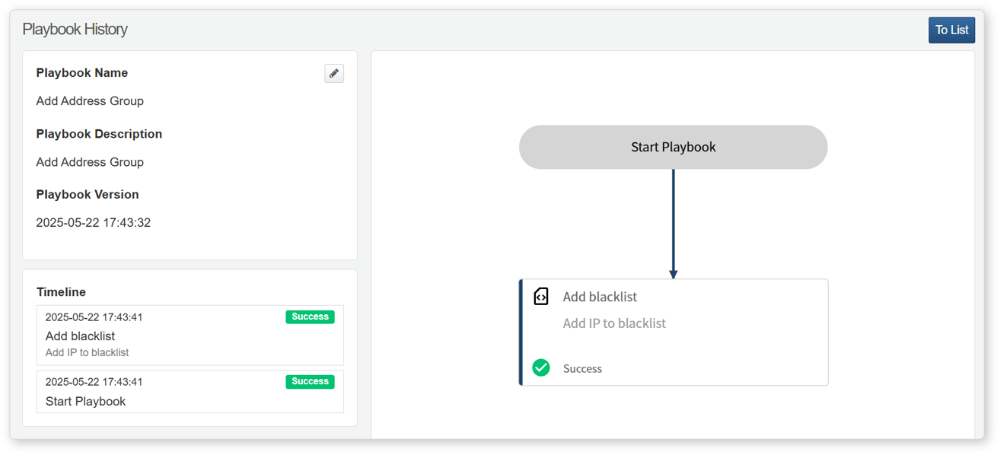 Playbook History
To List
Playbook Name
Add Address Group
Playbook Description
Add Address Group
Playbook Version
2025-05-22 17:43:32
Timeline
2025-05-22 17:43:41 Success
Add blacklist
Add IP to blacklist
2025-05-22 17:43:41 Success
Start Playbook
Start Playbook
Add blacklist
Add IP to blacklist
Success